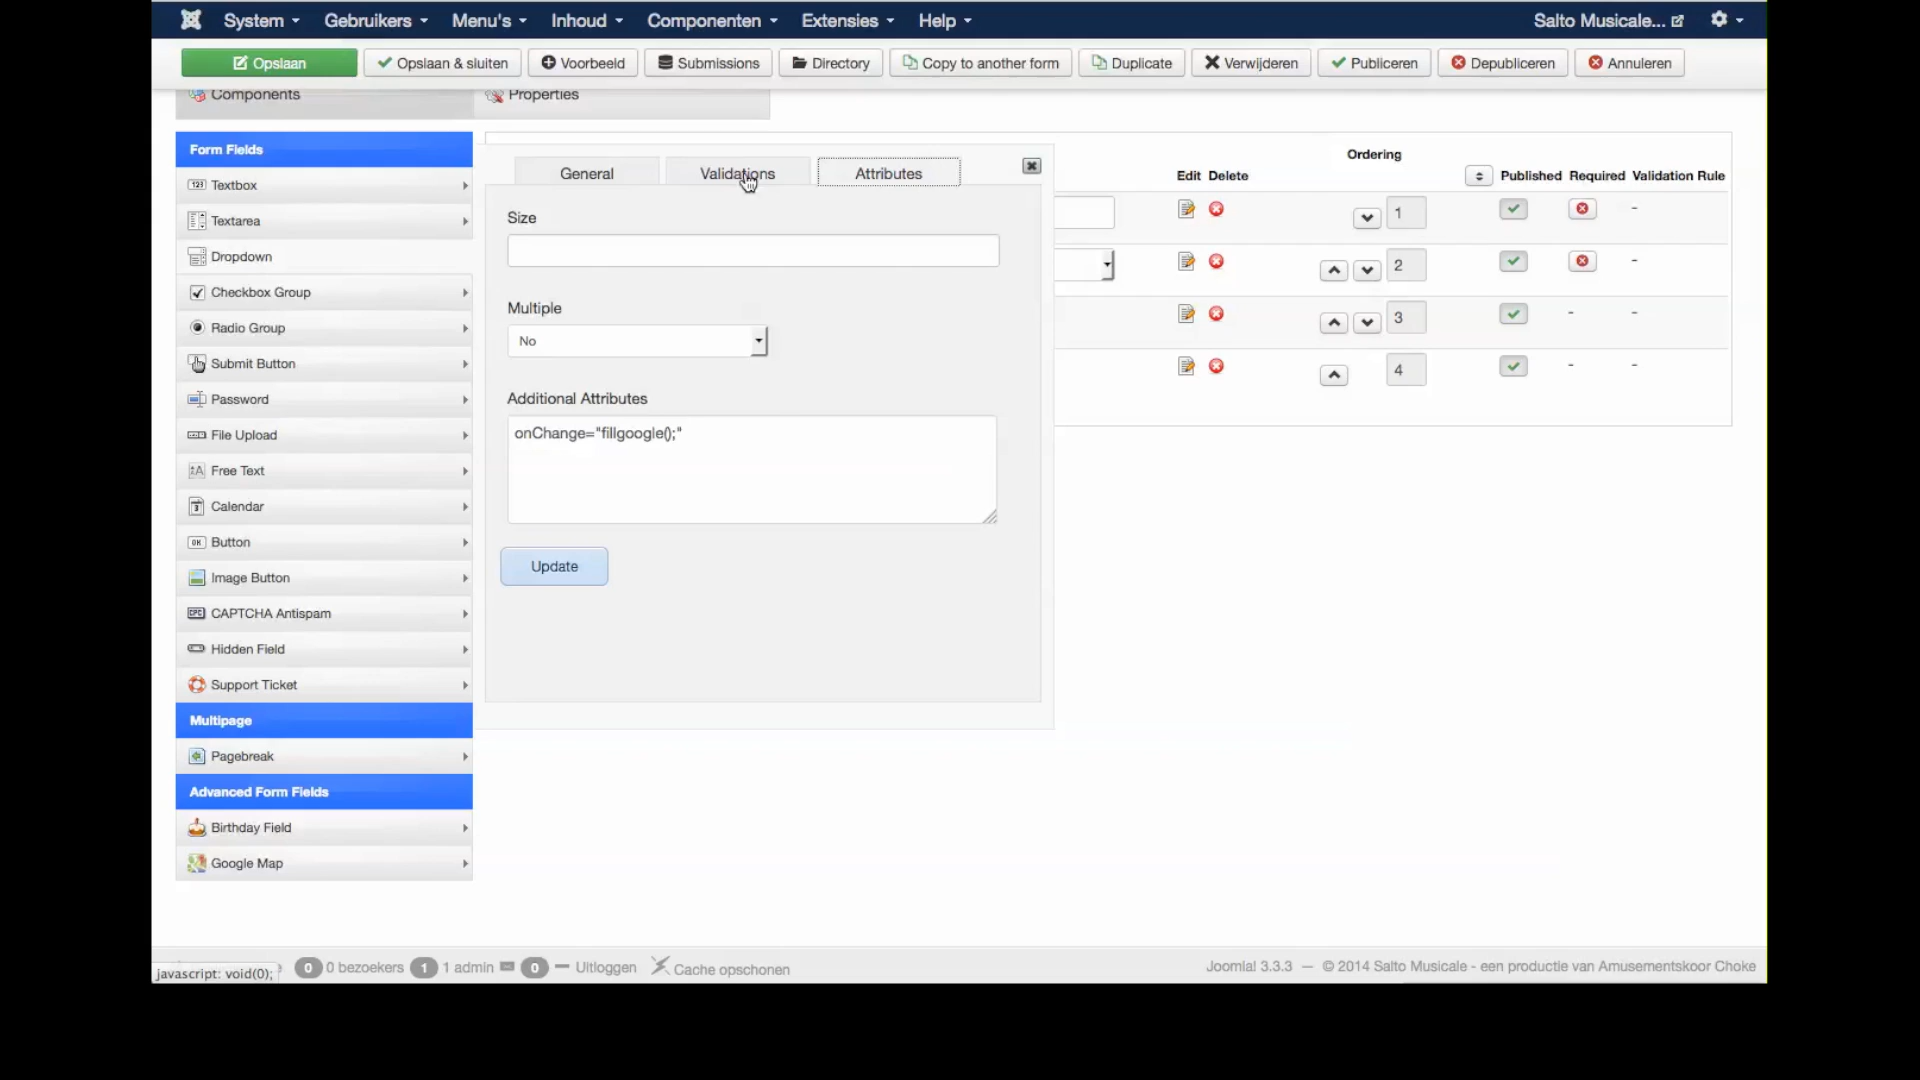 System Gebruikers Menu's Inhoud Componenten Extensies Help Salto Musicale...
Opslaan Opslaan & sluiten Voorbeeld Submissions Directory Copy to another form Duplicate Verwijderen Publiceren Depubliceren Annuleren
Components Properties
Form Fields
Textbox
Textarea
Dropdown
Checkbox Group
Radio Group
Submit Button
Password
File Upload
Free Text
Calendar
Button
Image Button
CAPTCHA Antispam
Hidden Field
Support Ticket
Multipage
Pagebreak
Advanced Form Fields
Birthday Field
Google Map
General Validations Attributes
Size
Multiple
No
Additional Attributes
onChange="fillgoogle();"
Update
Ordering
Edit Delete Published Required Validation Rule
1 -
2 -
3 - -
4 - -
javascript: void(0); 0 0 bezoekers 1 1 admin 0 Uitloggen Cache opschonen
Joomla! 3.3.3 — © 2014 Salto Musicale - een productie van Amusementskoor Choke